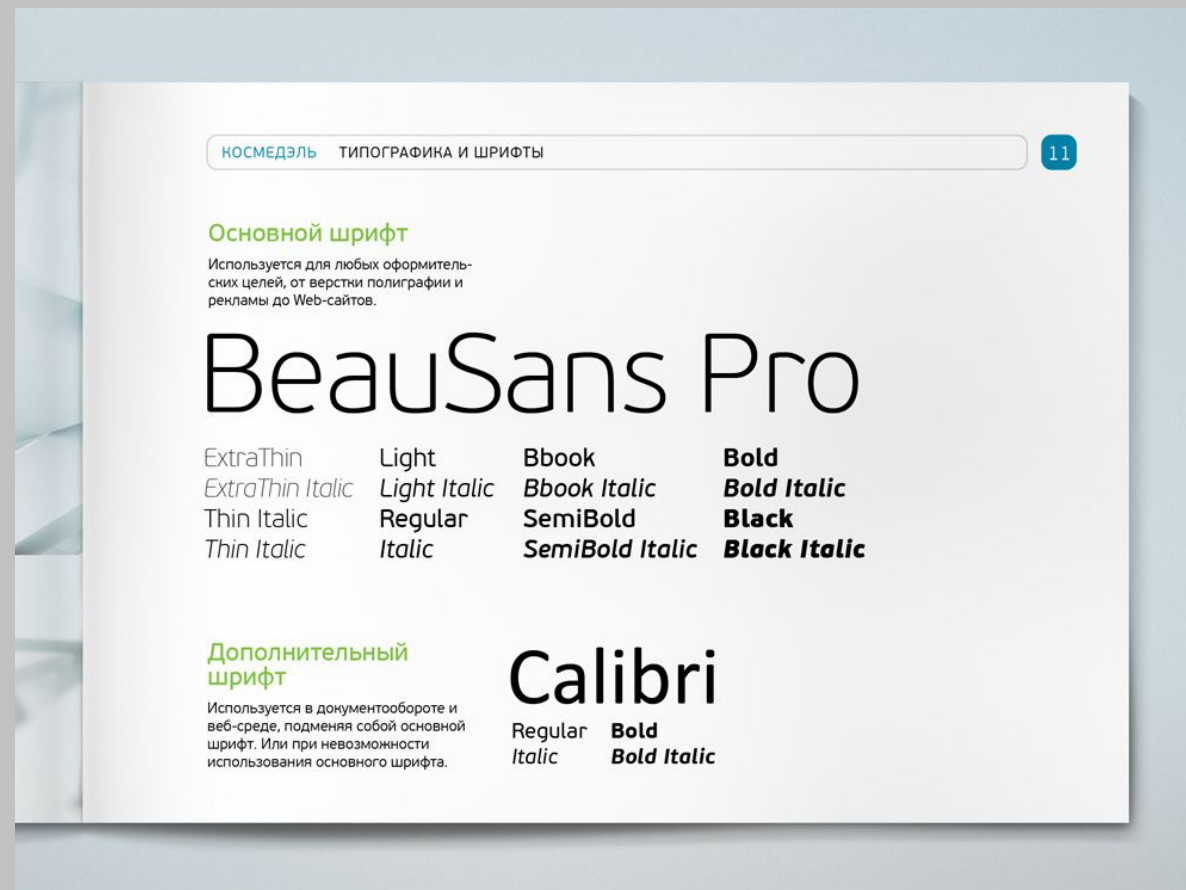 КОСМЕДЭЛЬ ТИПОГРАФИКА И ШРИФТЫ 11
Основной шрифт
Используется для любых оформитель-
ских целей, от верстки полиграфии и
рекламы до Web-сайтов.
BeauSans Pro
ExtraThin Light Bbook Bold
ExtraThin Italic Light Italic Bbook Italic Bold Italic
Thin Italic Regular SemiBold Black
Thin Italic Italic SemiBold Italic Black Italic
Дополнительный
шрифт
Используется в документообороте и
веб-среде, подменяя собой основной
шрифт. Или при невозможности
использования основного шрифта.
Calibri
Regular Bold
Italic Bold Italic